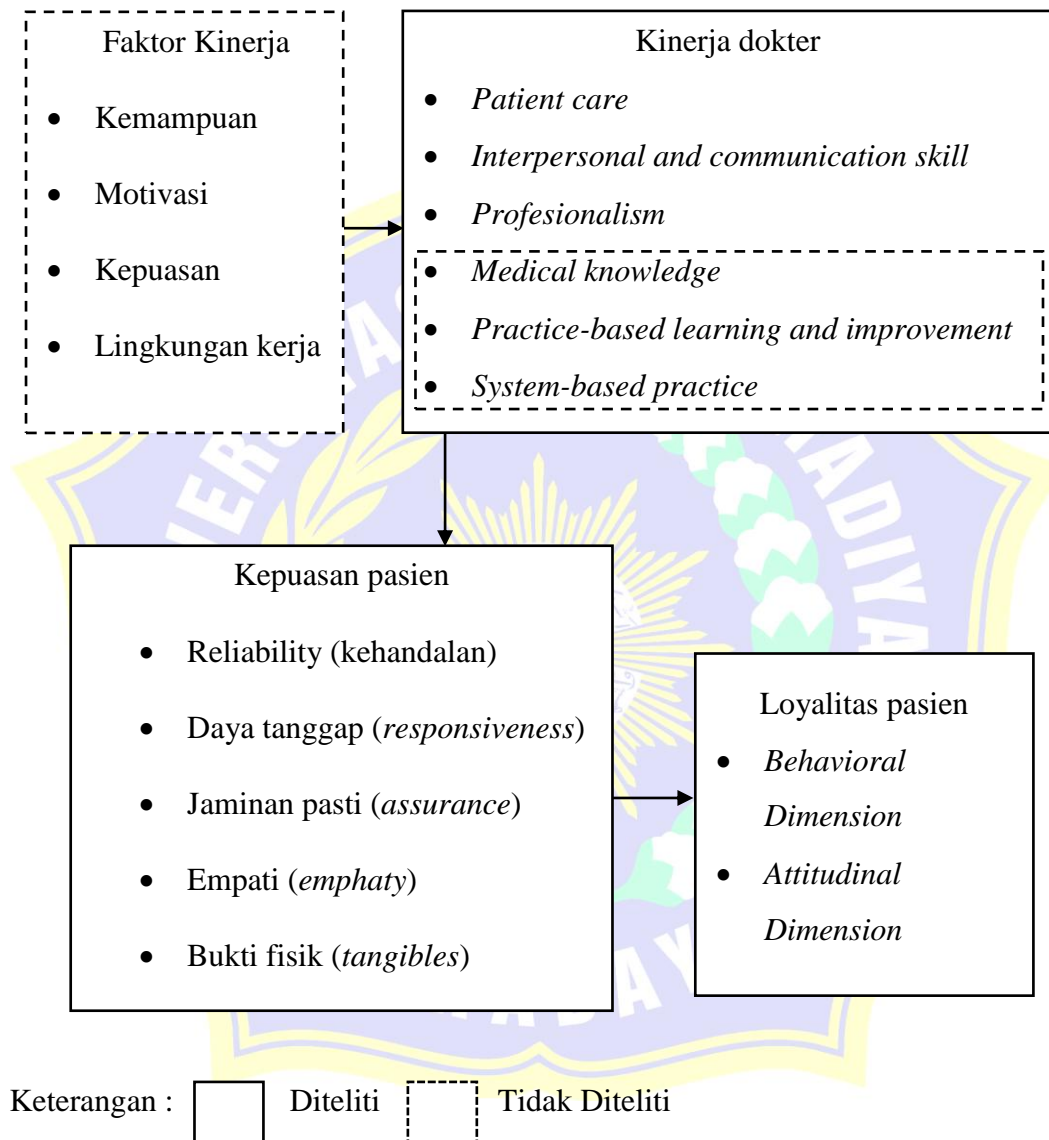 Faktor Kinerja
• Kemampuan
• Motivasi
• Kepuasan
• Lingkungan kerja
Kinerja dokter
• Patient care
• Interpersonal and communication skill
• Profesionalism
• Medical knowledge
• Practice-based learning and improvement
• System-based practice
Kepuasan pasien
• Reliability (kehandalan)
• Daya tanggap (responsiveness)
• Jaminan pasti (assurance)
• Empati (emphaty)
• Bukti fisik (tangibles)
Loyalitas pasien
• Behavioral
Dimension
• Attitudinal
Dimension
Keterangan : Diteliti Tidak Diteliti